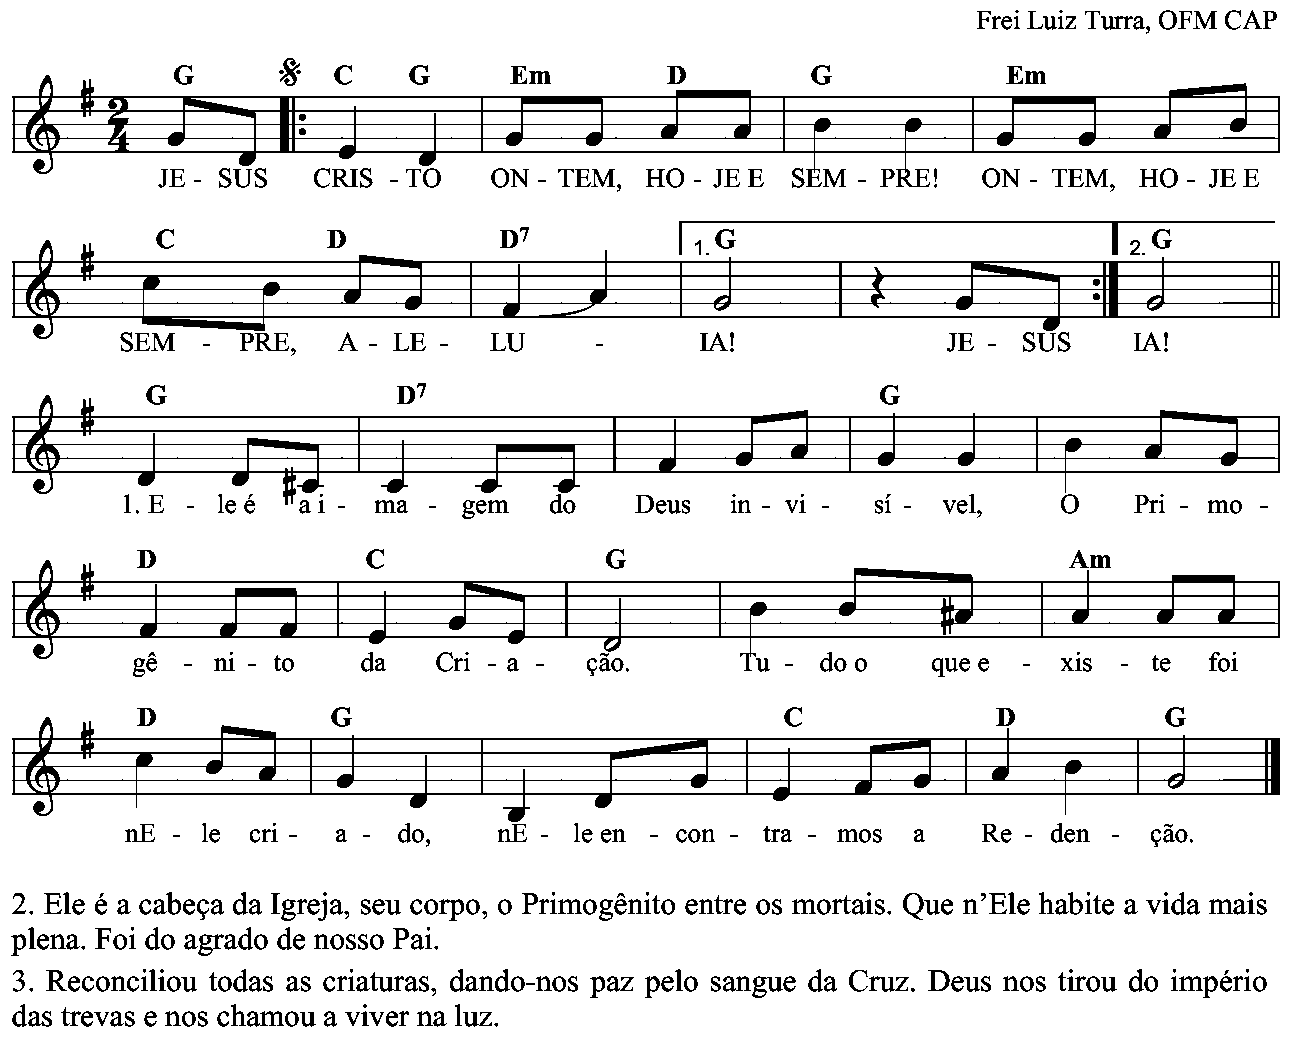 Frei Luiz Turra, OFM CAP
G C G Em D G Em
2
4
JE - SUS CRIS - TO ON - TEM, HO - JE E SEM - PRE! ON - TEM, HO - JE E
C D D7 1. G 2. G
SEM - PRE, A - LE - LU - IA! JE - SUS IA!
G D7 G
1. E - le é a i - ma - gem do Deus in - vi - sí - vel, O Pri - mo -
D C G Am
gê - ni - to da Cri - a - ção. Tu - do o que e - xis - te foi
D G C D G
nE - le cri - a - do, nE - le en - con - tra - mos a Re - den - ção.
2. Ele é a cabeça da Igreja, seu corpo, o Primogênito entre os mortais. Que n’Ele habite a vida mais
plena. Foi do agrado de nosso Pai.
3. Reconciliou todas as criaturas, dando-nos paz pelo sangue da Cruz. Deus nos tirou do império
das trevas e nos chamou a viver na luz.